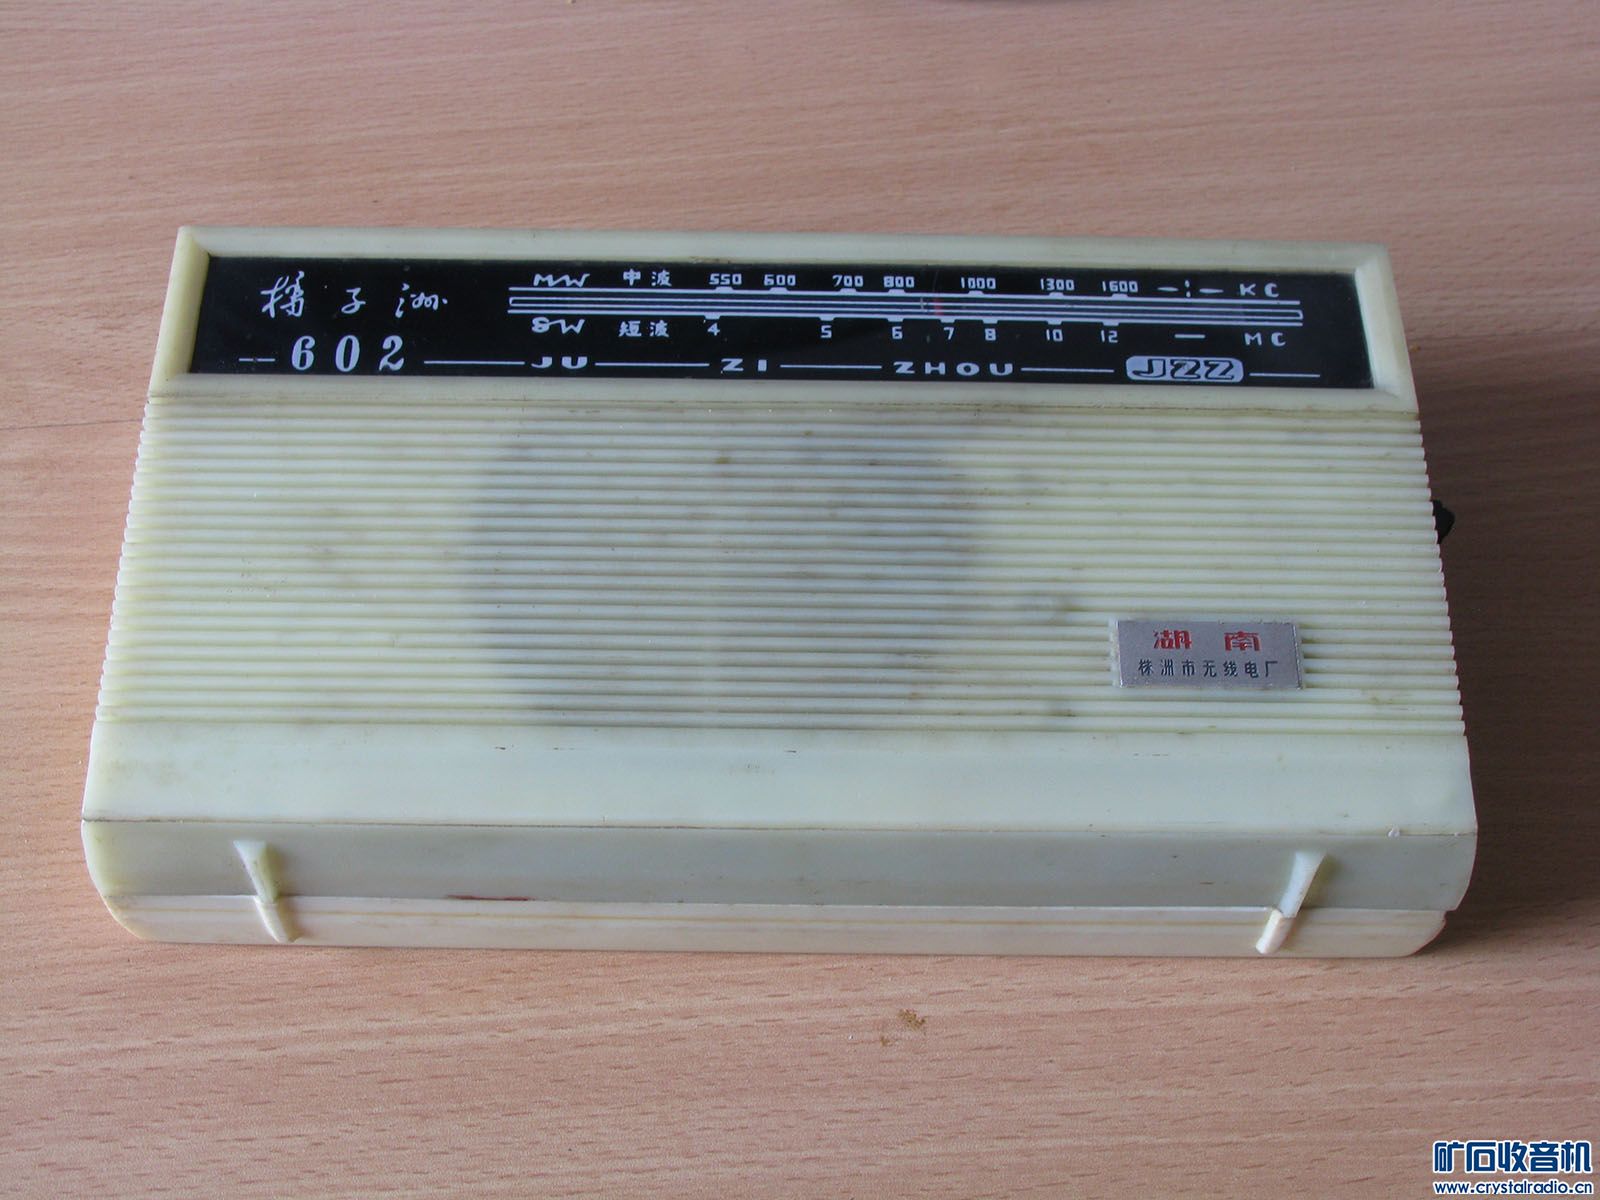 橘子洲
MW 中波 550 600 700 800 1000 1300 1600 KC
SW 短波 4 5 6 7 8 10 12 MC
602 JU ZI ZHOU JZZ
湖南
株洲市无线电厂
矿石收音机
www.crystalradio.cn